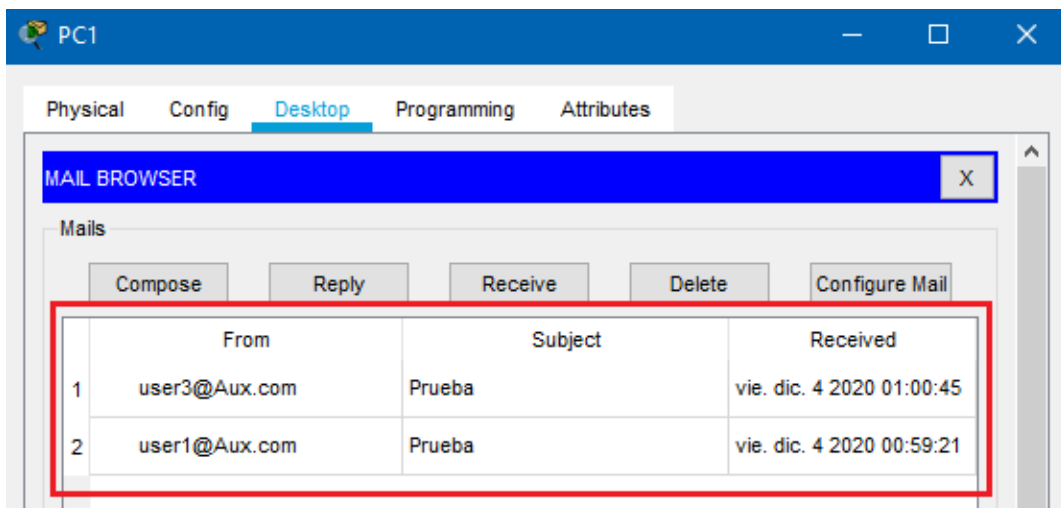 PC1
Physical Config Desktop Programming Attributes
MAIL BROWSER X
Mails
Compose Reply Receive Delete Configure Mail
From Subject Received
1 user3@Aux.com Prueba vie. dic. 4 2020 01:00:45
2 user1@Aux.com Prueba vie. dic. 4 2020 00:59:21